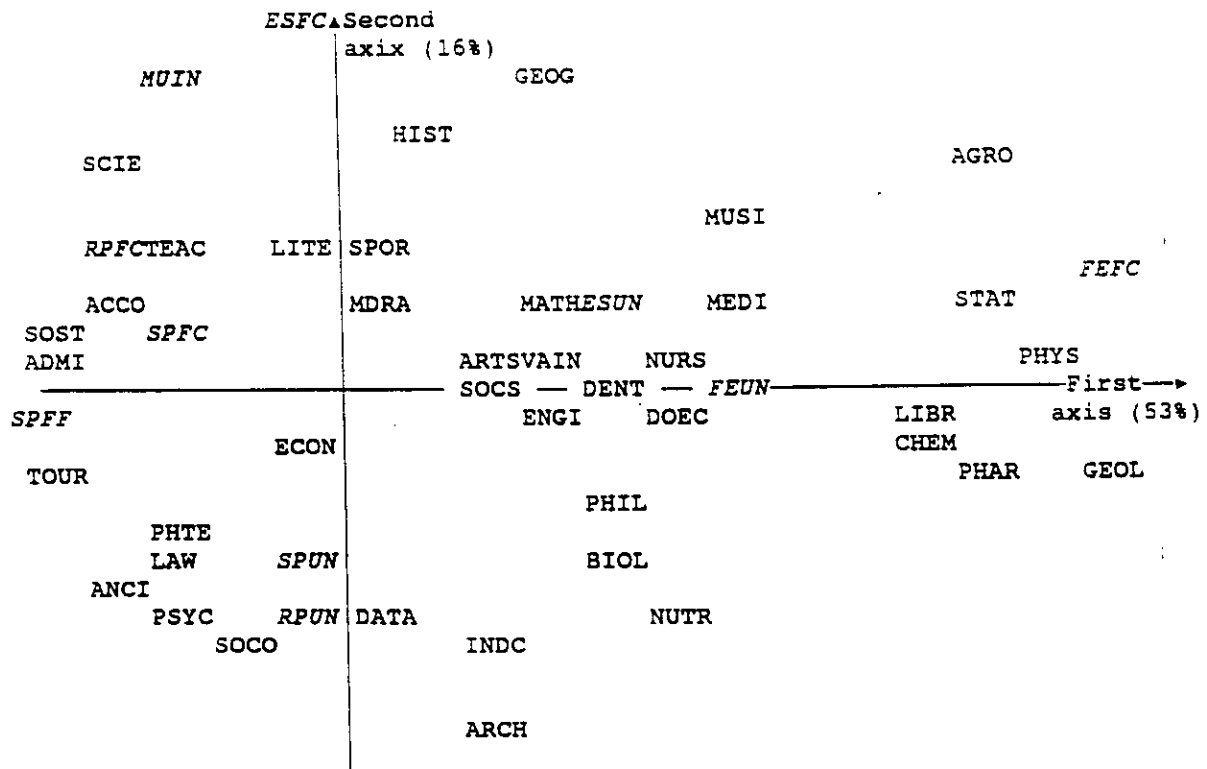 ESFC Second
axix (16%)
MUIN GEOG
HIST
SCIE AGRO
MUSI
RPFCTEAC LITE SPOR
FEFC
ACCO MDRA MATHESUN MEDI STAT
SOST SPFC
ADMI ARTSVAIN NURS PHYS
SOCS — DENT — FEUN First
SPFF ENGI DOEC LIBR axis (53%)
ECON CHEM
TOUR PHAR GEOL
PHIL
PHTE
LAW SPUN BIOL
ANCI
PSYC RPUN DATA NUTR
SOCO INDC
ARCH